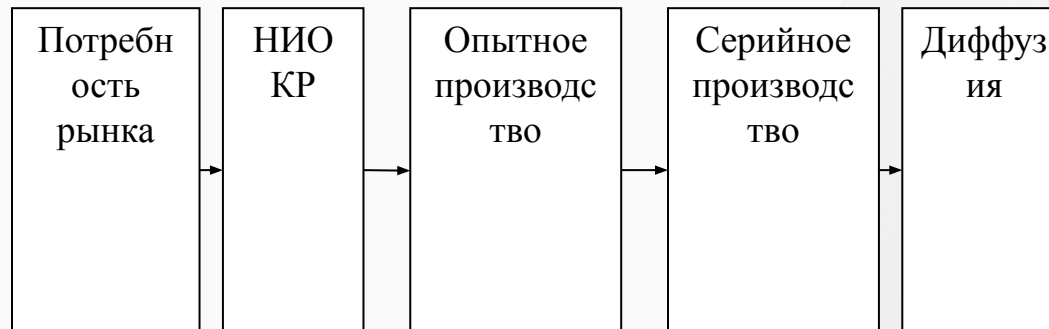 Потребн
ость
рынка
НИО
КР
Опытное
производс
тво
Серийное
производс
тво
Диффуз
ия